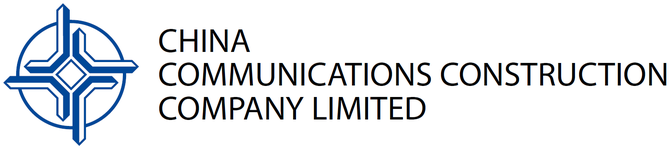 CHINA
COMMUNICATIONS CONSTRUCTION
COMPANY LIMITED